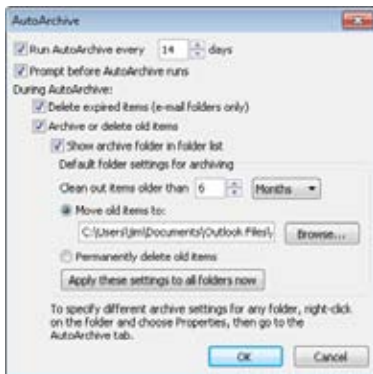 AutoArchive
Run AutoArchive every 14 days
Prompt before AutoArchive runs
During AutoArchive:
Delete expired items (e-mail folders only)
Archive or delete old items
Show archive folder in folder list
Default folder settings for archiving
Clean out items older than 6 Months
Move old items to:
C:\Users\jim\Documents\Outlook Files\ Browse...
Permanently delete old items
Apply these settings to all folders now
To specify different archive settings for any folder, right-click
on the folder and choose Properties, then go to the
AutoArchive tab.
OK Cancel